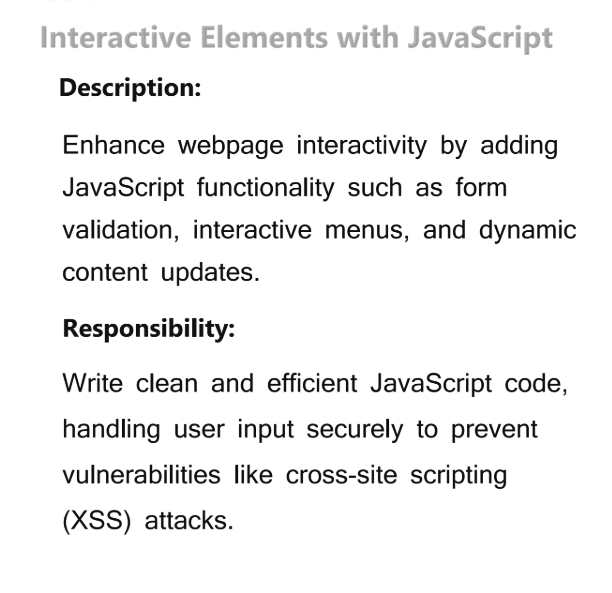 Interactive Elements with JavaScript
Description:
Enhance webpage interactivity by adding
JavaScript functionality such as form
validation, interactive menus, and dynamic
content updates.
Responsibility:
Write clean and efficient JavaScript code,
handling user input securely to prevent
vulnerabilities like cross-site scripting
(XSS) attacks.